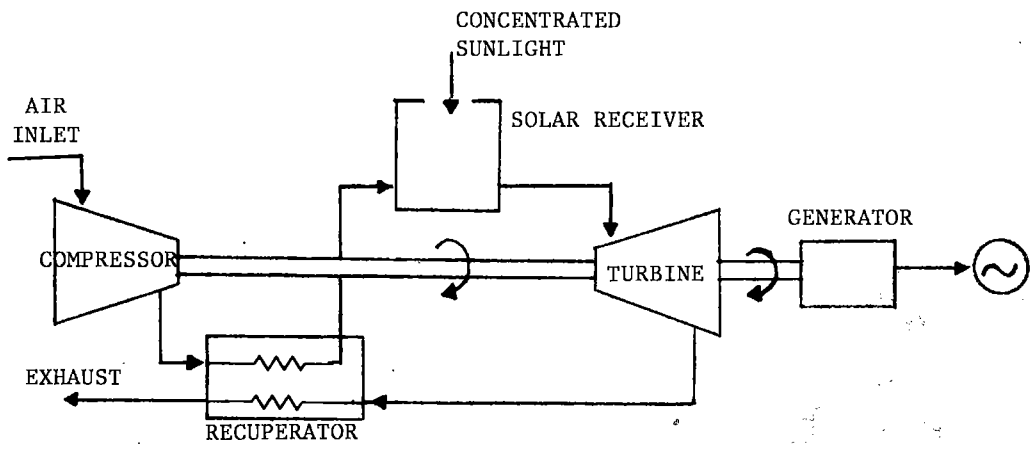 CONCENTRATED
SUNLIGHT
AIR
INLET
SOLAR RECEIVER
GENERATOR
COMPRESSOR
TURBINE
EXHAUST
RECUPERATOR